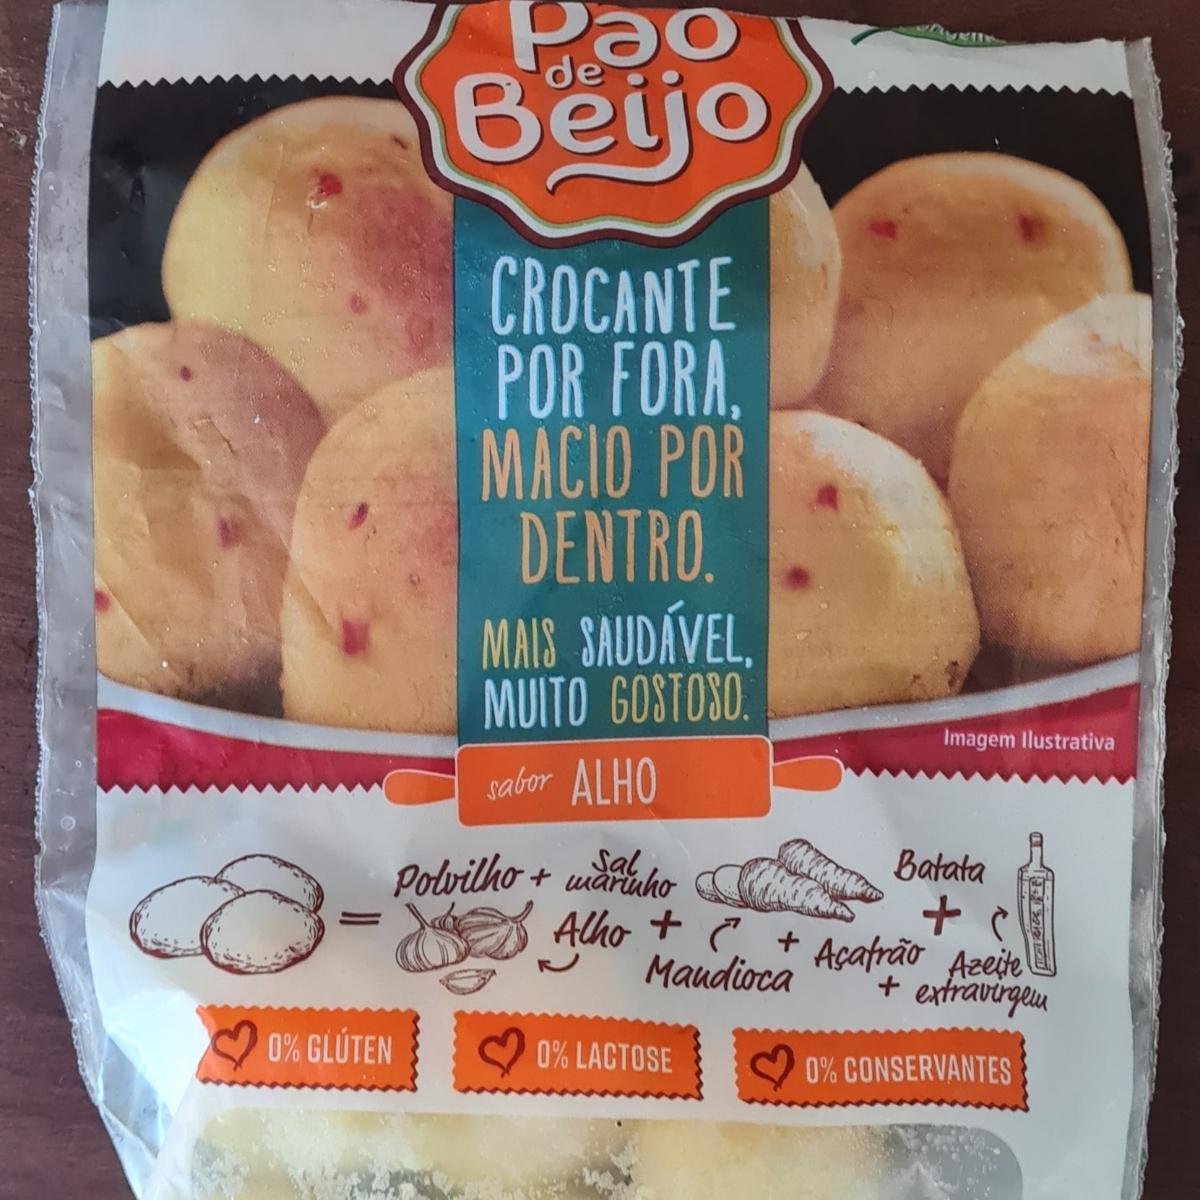 Pão
de
Beijo
CROCANTE
POR FORA,
MACIO POR
DENTRO.
MAIS SAUDÁVEL,
MUITO GOSTOSO.
Imagem Ilustrativa
sabor ALHO
= Polvilho + Sal marinho
Alho + Mandioca
+ Açafrão
Batata
+
+ Azeite
extravirgem
0% GLÚTEN
0% LACTOSE
0% CONSERVANTES